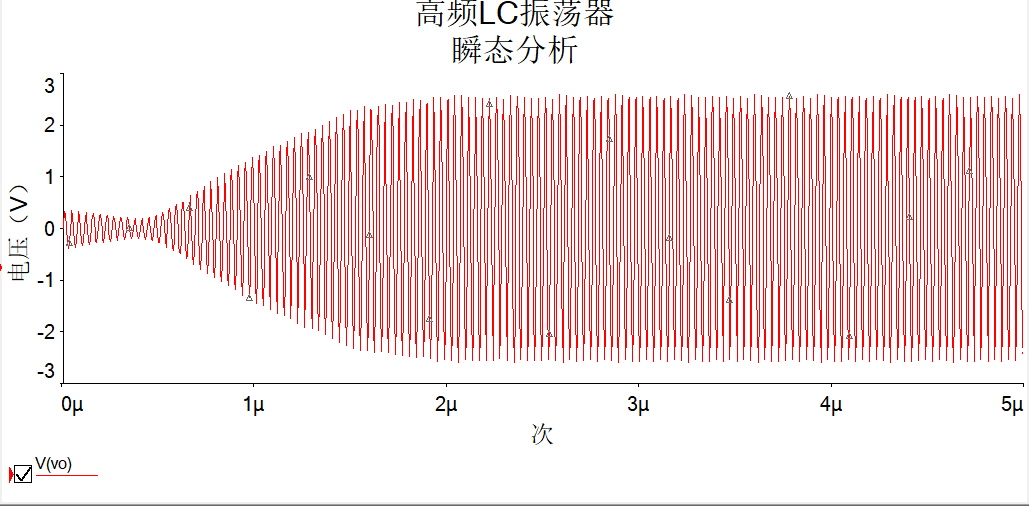 高频LC振荡器
瞬态分析
电压（V）
3
2
1
0
-1
-2
-3
0μ 1μ 2μ 3μ 4μ 5μ
次
V(vo)